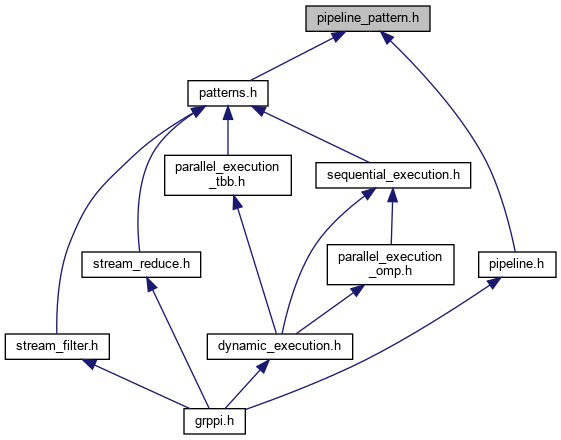 pipeline_pattern.h
patterns.h
parallel_execution
_tbb.h
sequential_execution.h
stream_reduce.h
parallel_execution
_omp.h
pipeline.h
stream_filter.h
dynamic_execution.h
grppi.h